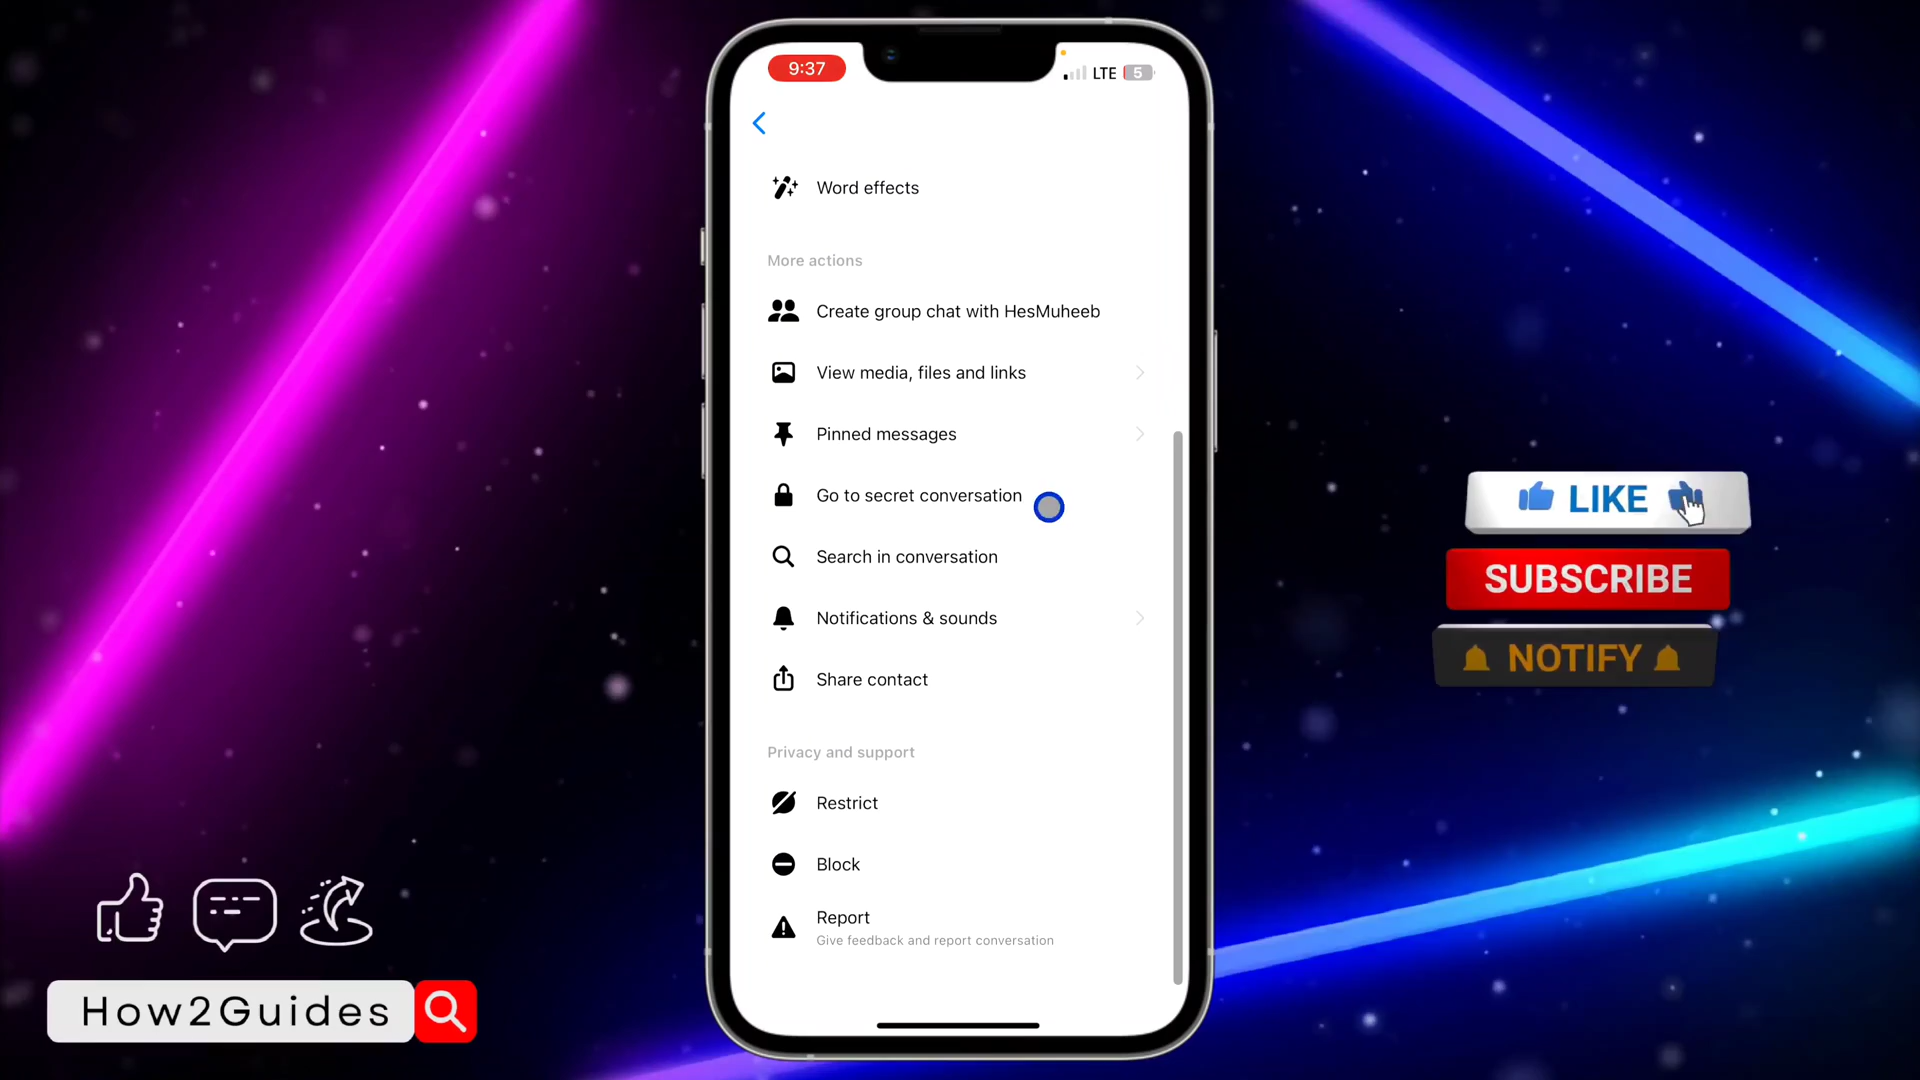 9:37
LTE 5
Word effects
More actions
Create group chat with HesMuheeb
View media, files and links
Pinned messages
Go to secret conversation
Search in conversation
Notifications & sounds
Share contact
Privacy and support
Restrict
Block
Report
Give feedback and report conversation
LIKE
SUBSCRIBE
NOTIFY
How2Guides